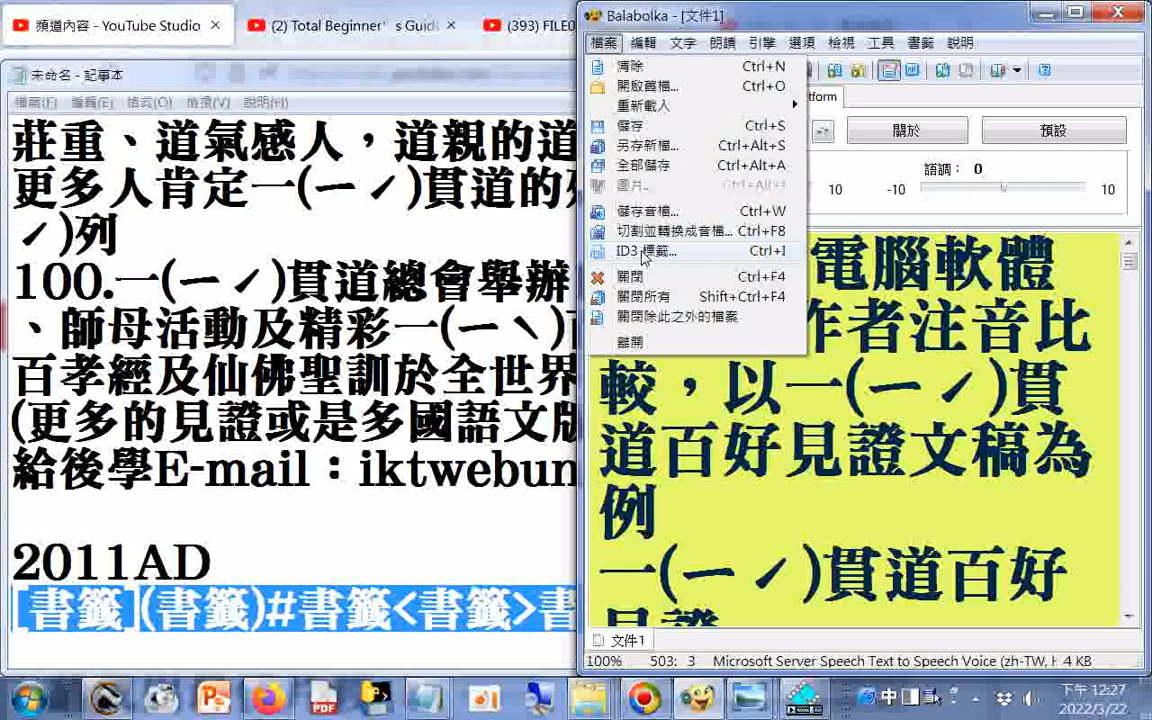 頻道內容 - YouTube Studio
(2) Total Beginner's Guid
(393) FILE
未命名 - 記事本
檔案(F) 編輯(E) 格式(O) 檢視(V) 說明(H)
莊重、道氣感人，道親的道
更多人肯定一(ㄧˊ)貫道的
ˊ)列
100.一(ㄧˊ)貫道總會舉辦
、師母活動及精彩一(ㄧˋ)
百孝經及仙佛聖訓於全世界
(更多的見證或是多國語文版
給後學E-mail：iktwebun
2011AD
[書籤](書籤)#書籤<書籤>書
Balabolka - [文件1]
檔案 編輯 文字 朗讀 引擎 選項 檢視 工具 書籤 說明
清除 Ctrl+N
開啟舊檔... Ctrl+O
重新載入
儲存 Ctrl+S
另存新檔... Ctrl+Alt+S
全部儲存 Ctrl+Alt+A
圖片... Ctrl+Alt+I
儲存音檔... Ctrl+W
切割並轉換成音檔... Ctrl+F8
ID3 標籤... Ctrl+I
關閉 Ctrl+F4
關閉所有 Shift+Ctrl+F4
關閉除此之外的檔案
離開
tform
關於 預設
語調： 0
10 -10 10
電腦軟體
作者注音比
較，以一(ㄧˊ)貫
道百好見證文稿為
例
一(ㄧˊ)貫道百好
見證
文件1
100% 503: 3 Microsoft Server Speech Text to Speech Voice (zh-TW, H 4 KB
中
下午 12:27
2022/3/22